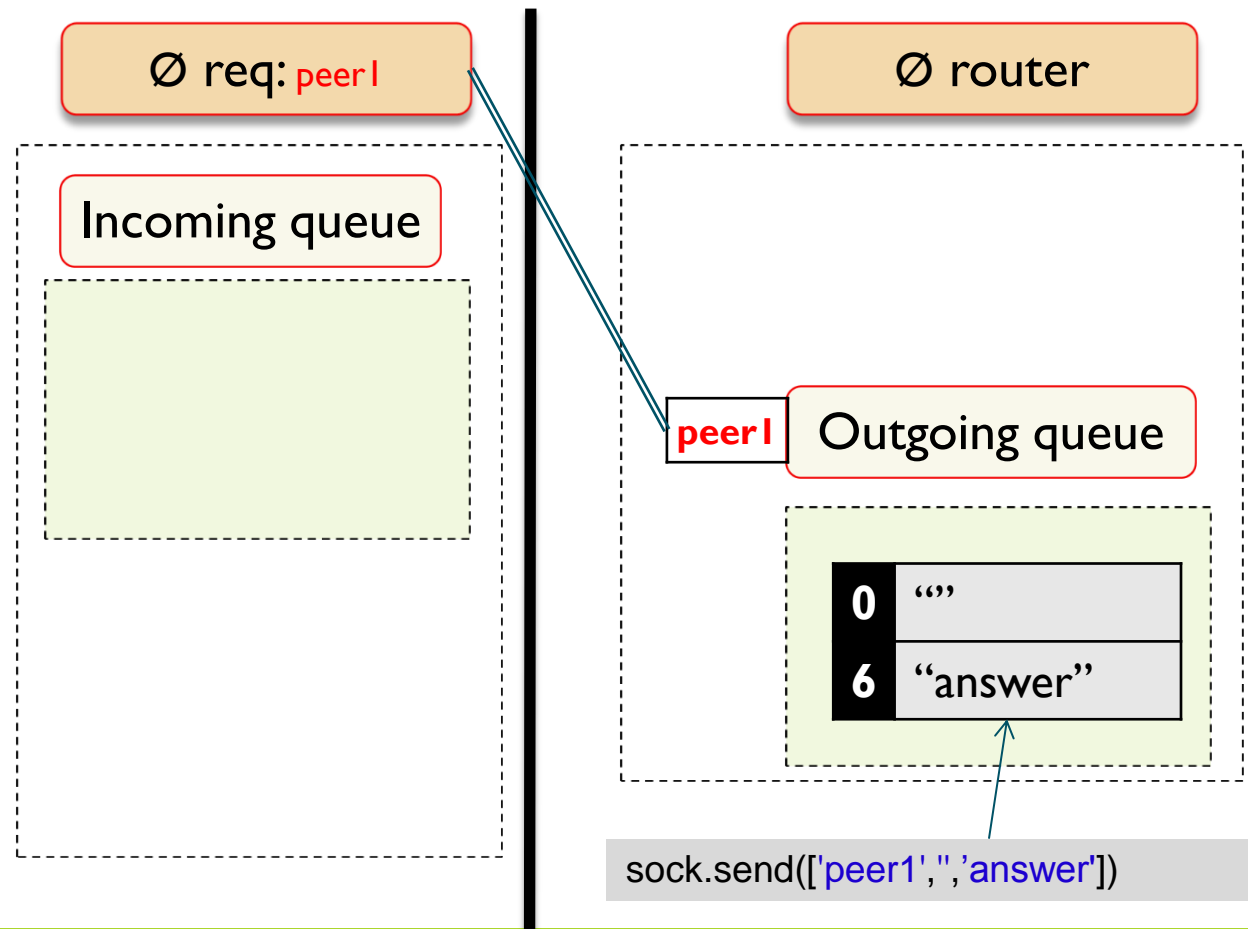 Ø req: peer1
Ø router
Incoming queue
peer1
Outgoing queue
0 “”
6 “answer”
sock.send(['peer1','',’answer'])